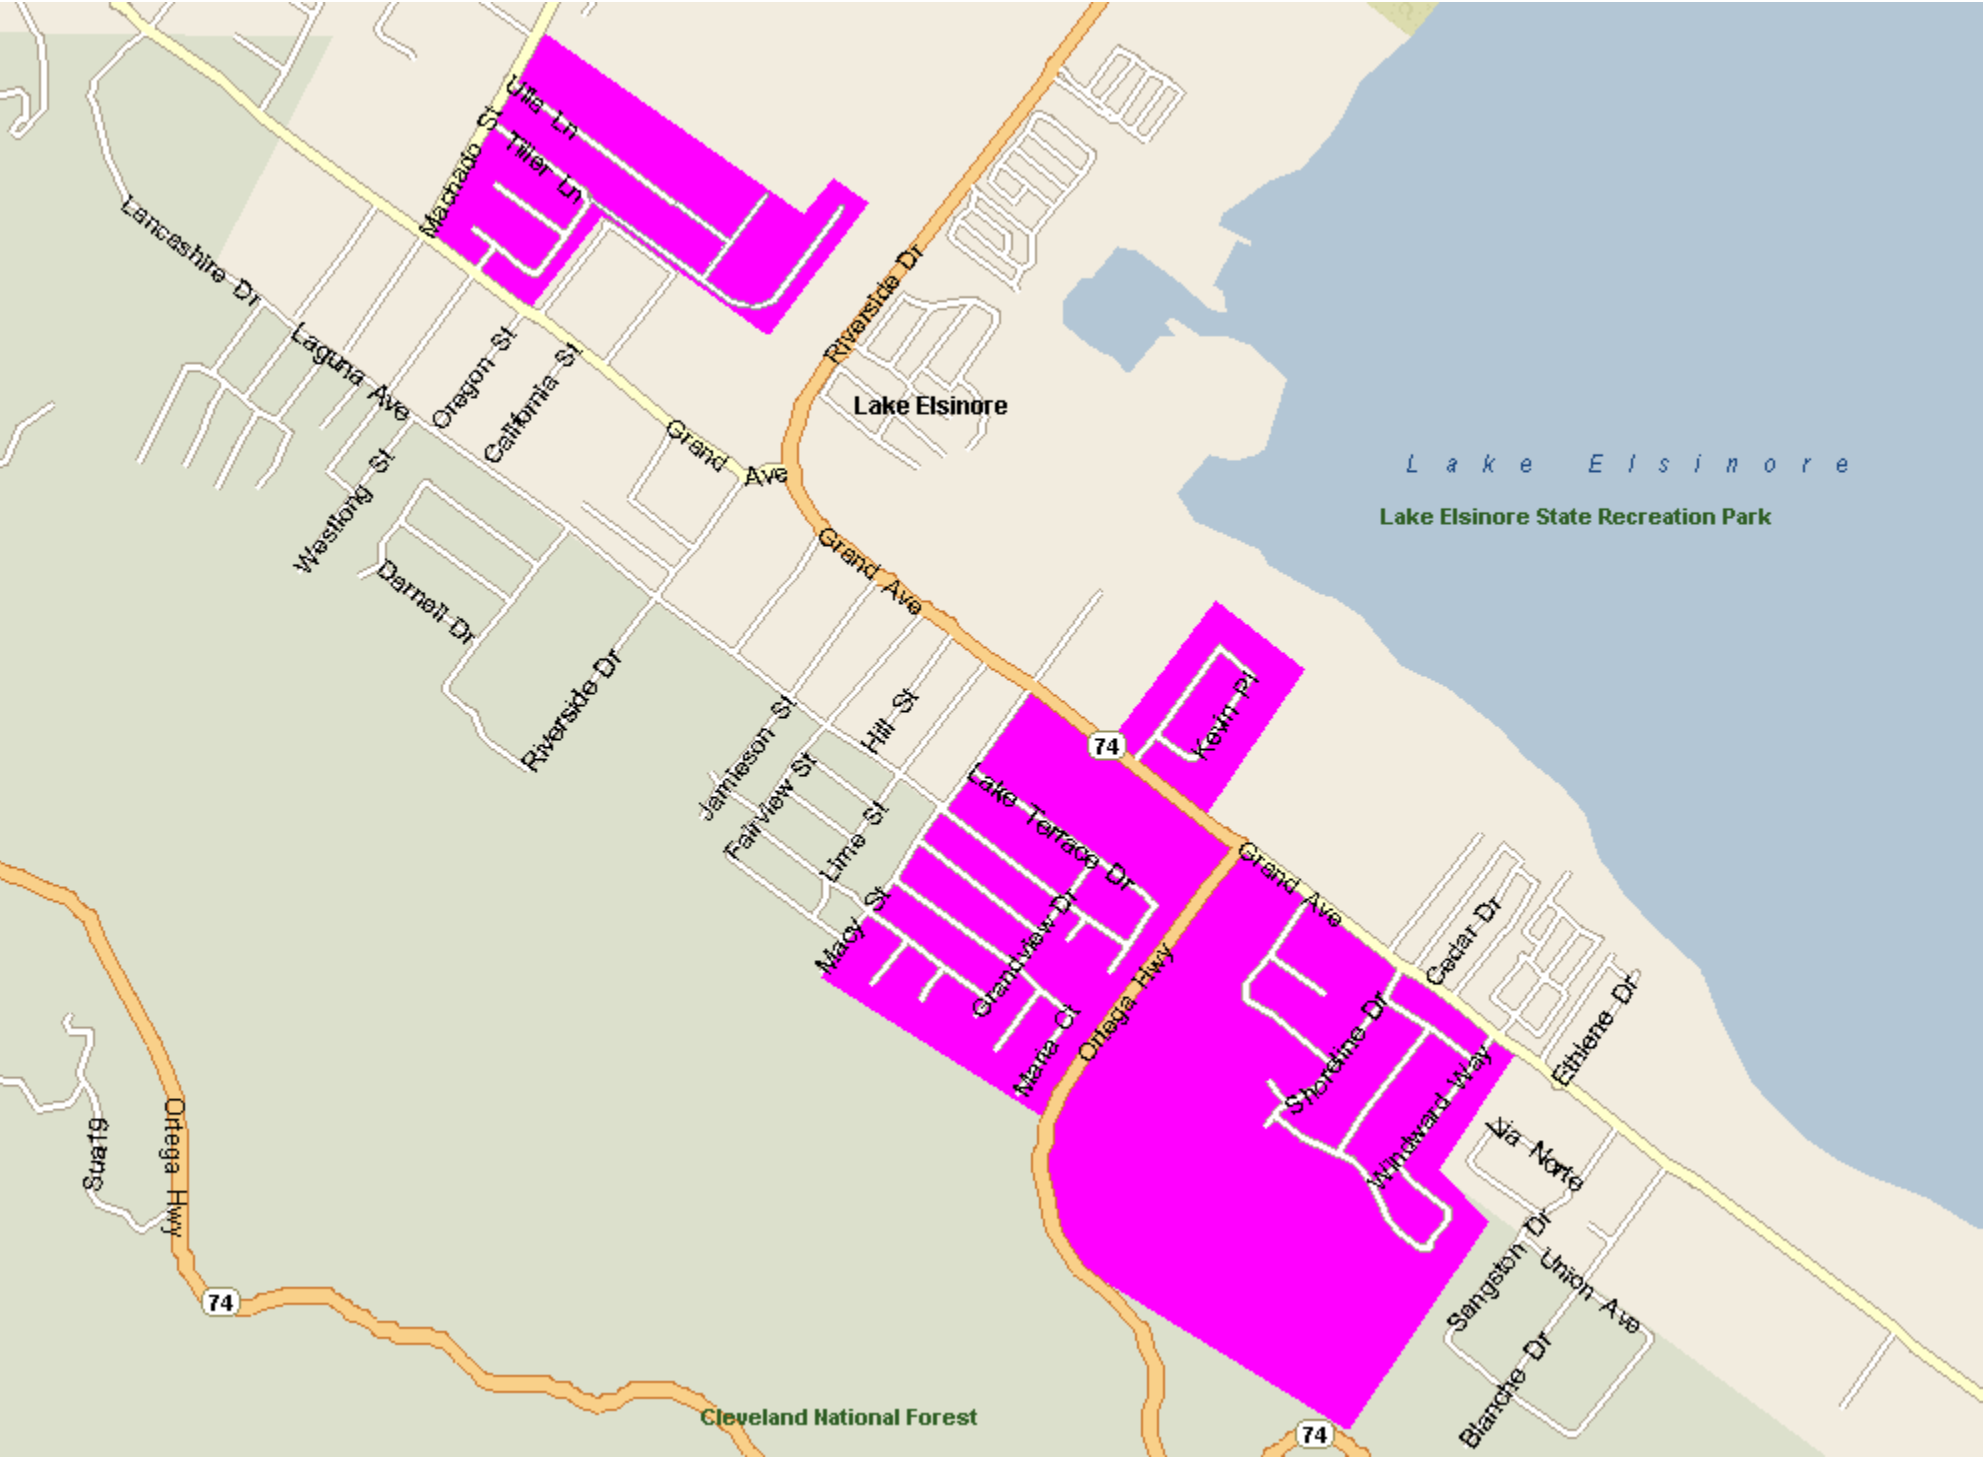 Ulla Ln
Tiller Ln
Machado St
Lancashire Dr
Riverside Dr
Laguna Ave
Oregon St
California St
Lake Elsinore
Grand Ave
Westlong St
L a k e E l s i n o r e
Lake Elsinore State Recreation Park
Grand Ave
Darnell Dr
Riverside Dr
Jamieson St
Hill St
Kevin Pl
74
Fairview St
Lime St
Lake Terrace Dr
Grand Ave
Macy St
Grandview Dr
Cedar Dr
Ortega Hwy
Maria Ct
Shoreline Dr
Ethlene Dr
Windward Way
Ortega Hwy
Sua19
Via Norte
Sangston Dr
Union Ave
74
Blanche Dr
Cleveland National Forest
74